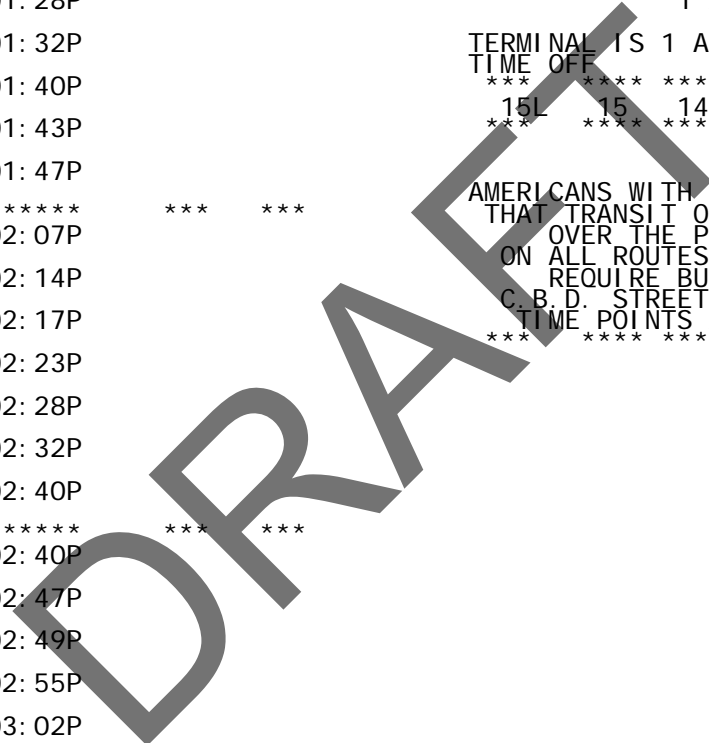 01: 28P
01: 32P
TERMINAL IS 1 A
TIME OFF
*** **** ***
01: 40P
15L 15 14
*** **** ***
01: 43P
01: 47P
AMERICANS WITH
***** *** ***
THAT TRANSIT O
02: 07P
OVER THE P
ON ALL ROUTES
02: 14P
REQUIRE BU
C.B.D. STREET
02: 17P
TIME POINTS
*** **** ***
02: 23P
02: 28P
02: 32P
02: 40P
***** *** ***
02: 40P
02: 47P
02: 49P
02: 55P
03: 02P
DRAFT